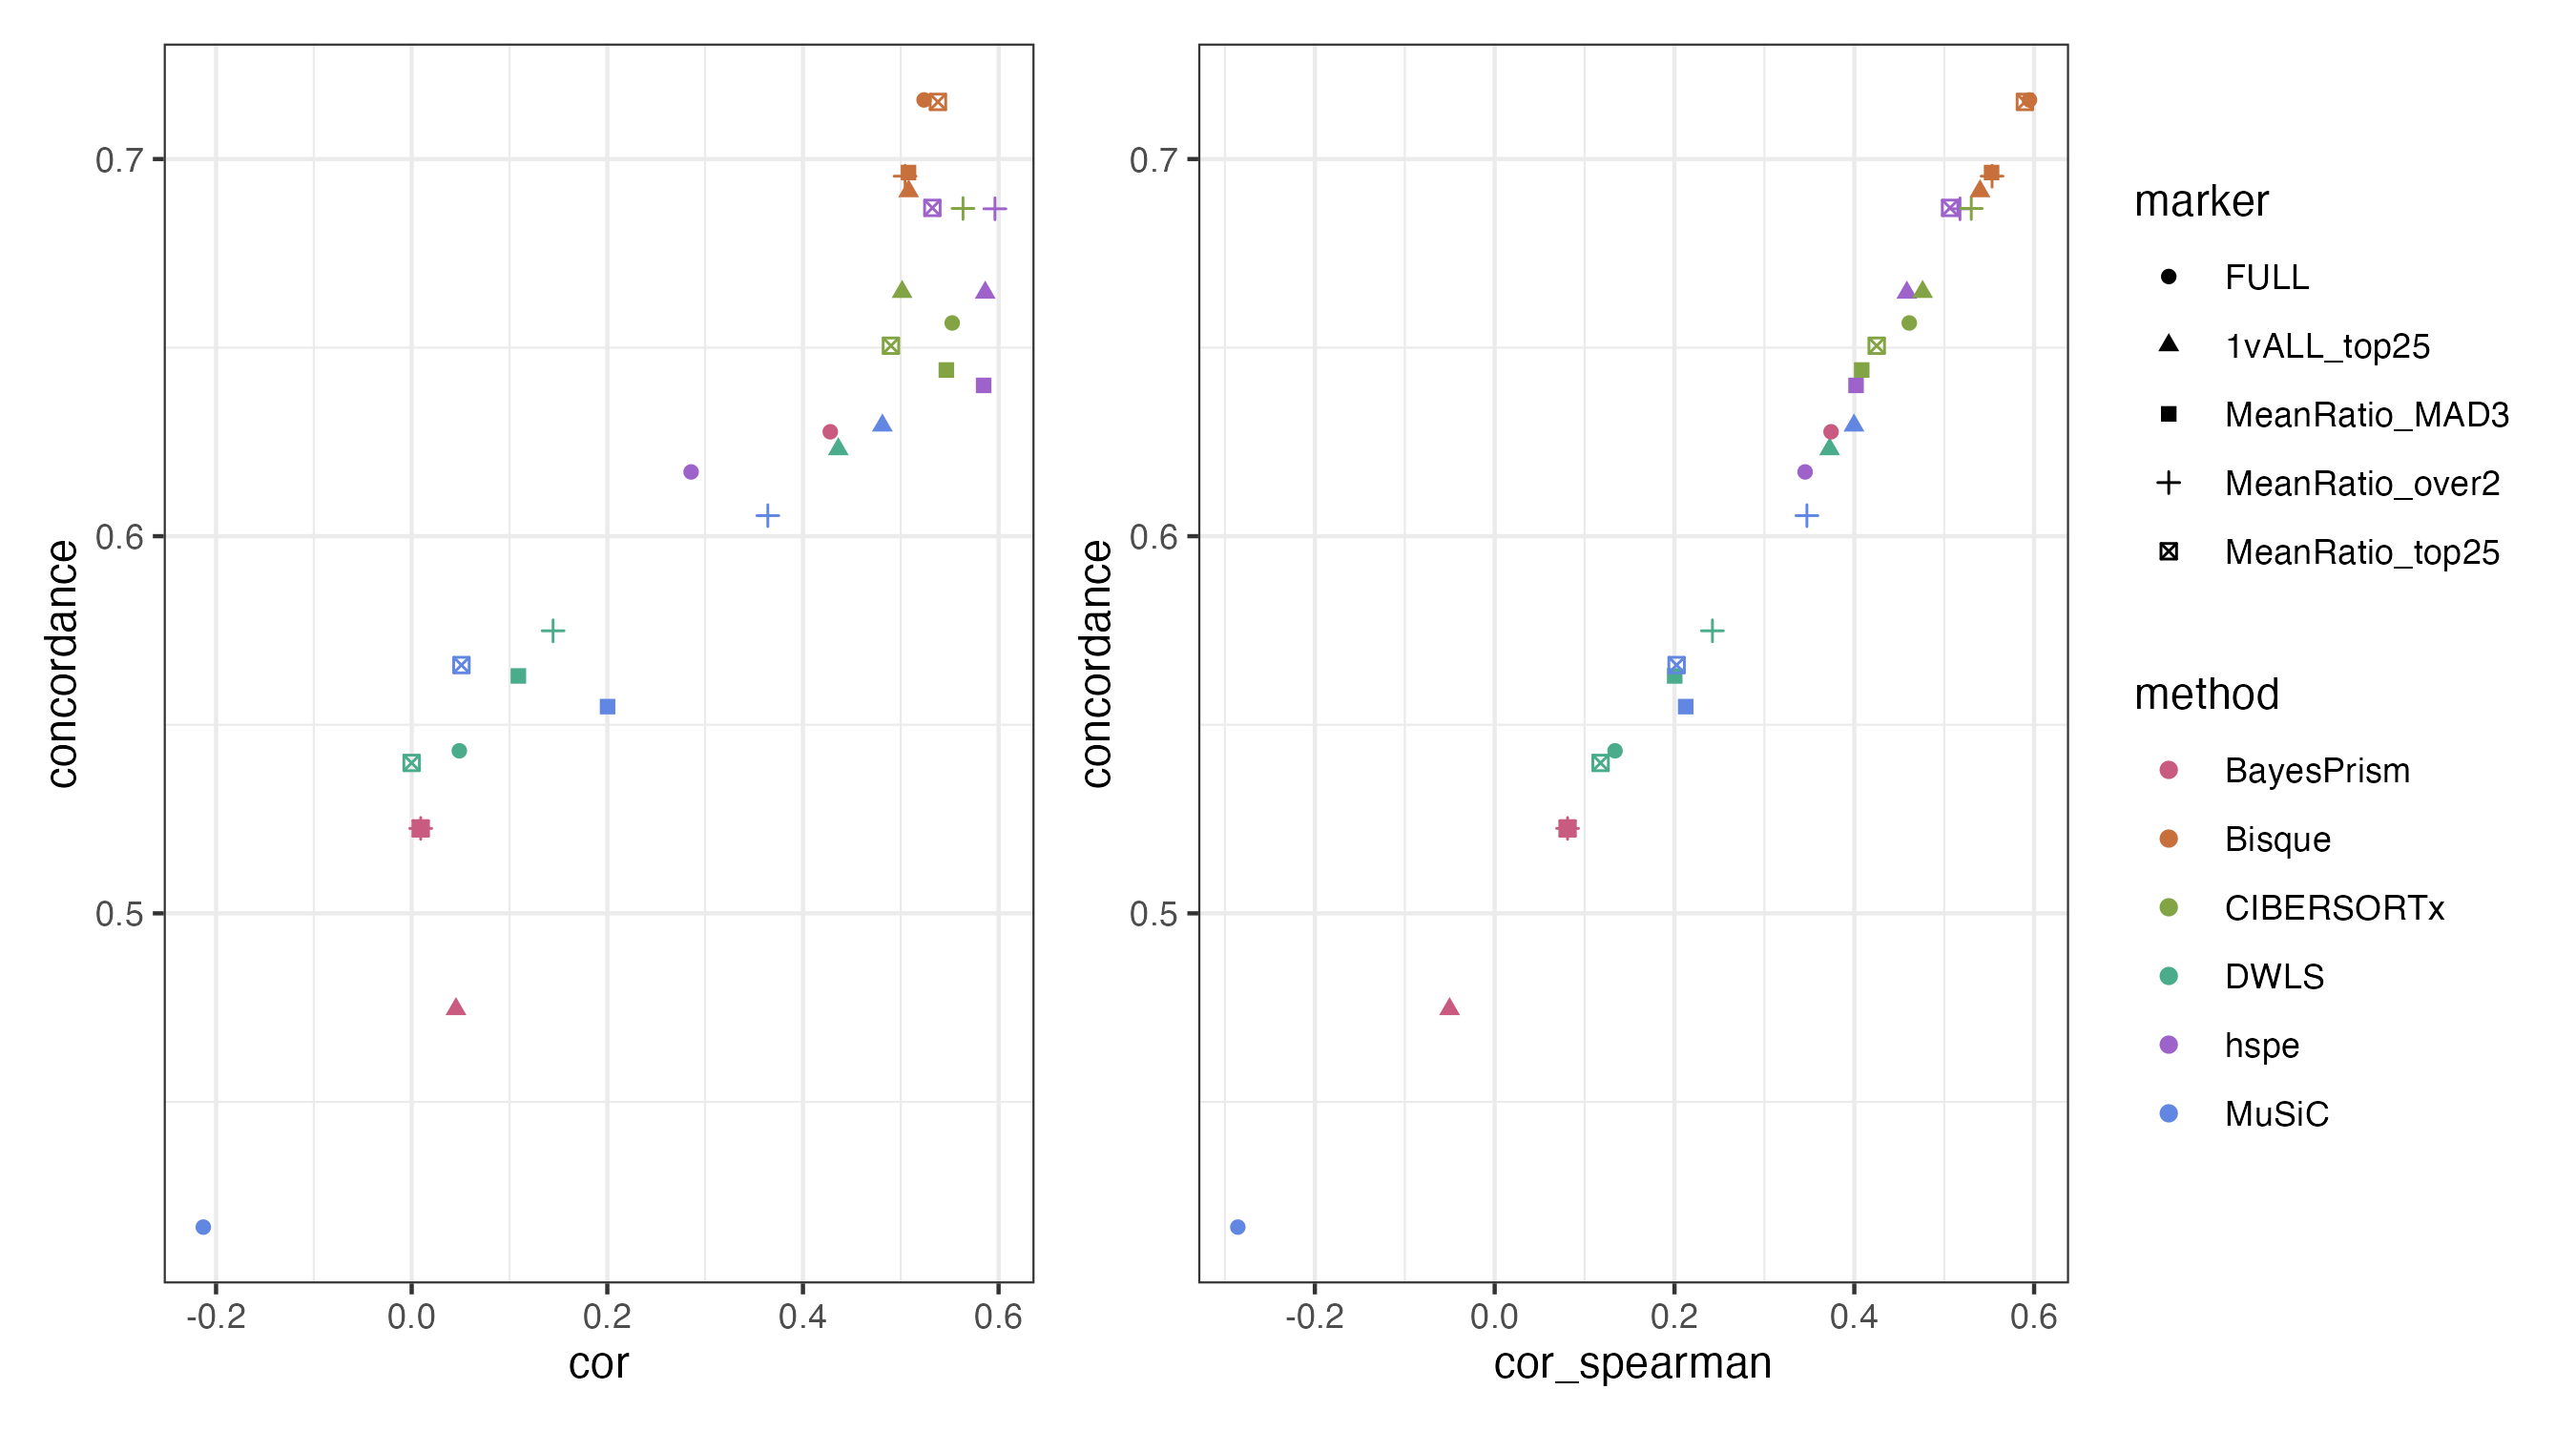 concordance
0.7
0.6
0.5
-0.2
0.0
0.2
0.4
0.6
cor
concordance
0.7
0.6
0.5
-0.2
0.0
0.2
0.4
0.6
cor_spearman
marker
FULL
1vALL_top25
MeanRatio_MAD3
MeanRatio_over2
MeanRatio_top25
method
BayesPrism
Bisque
CIBERSORTx
DWLS
hspe
MuSiC